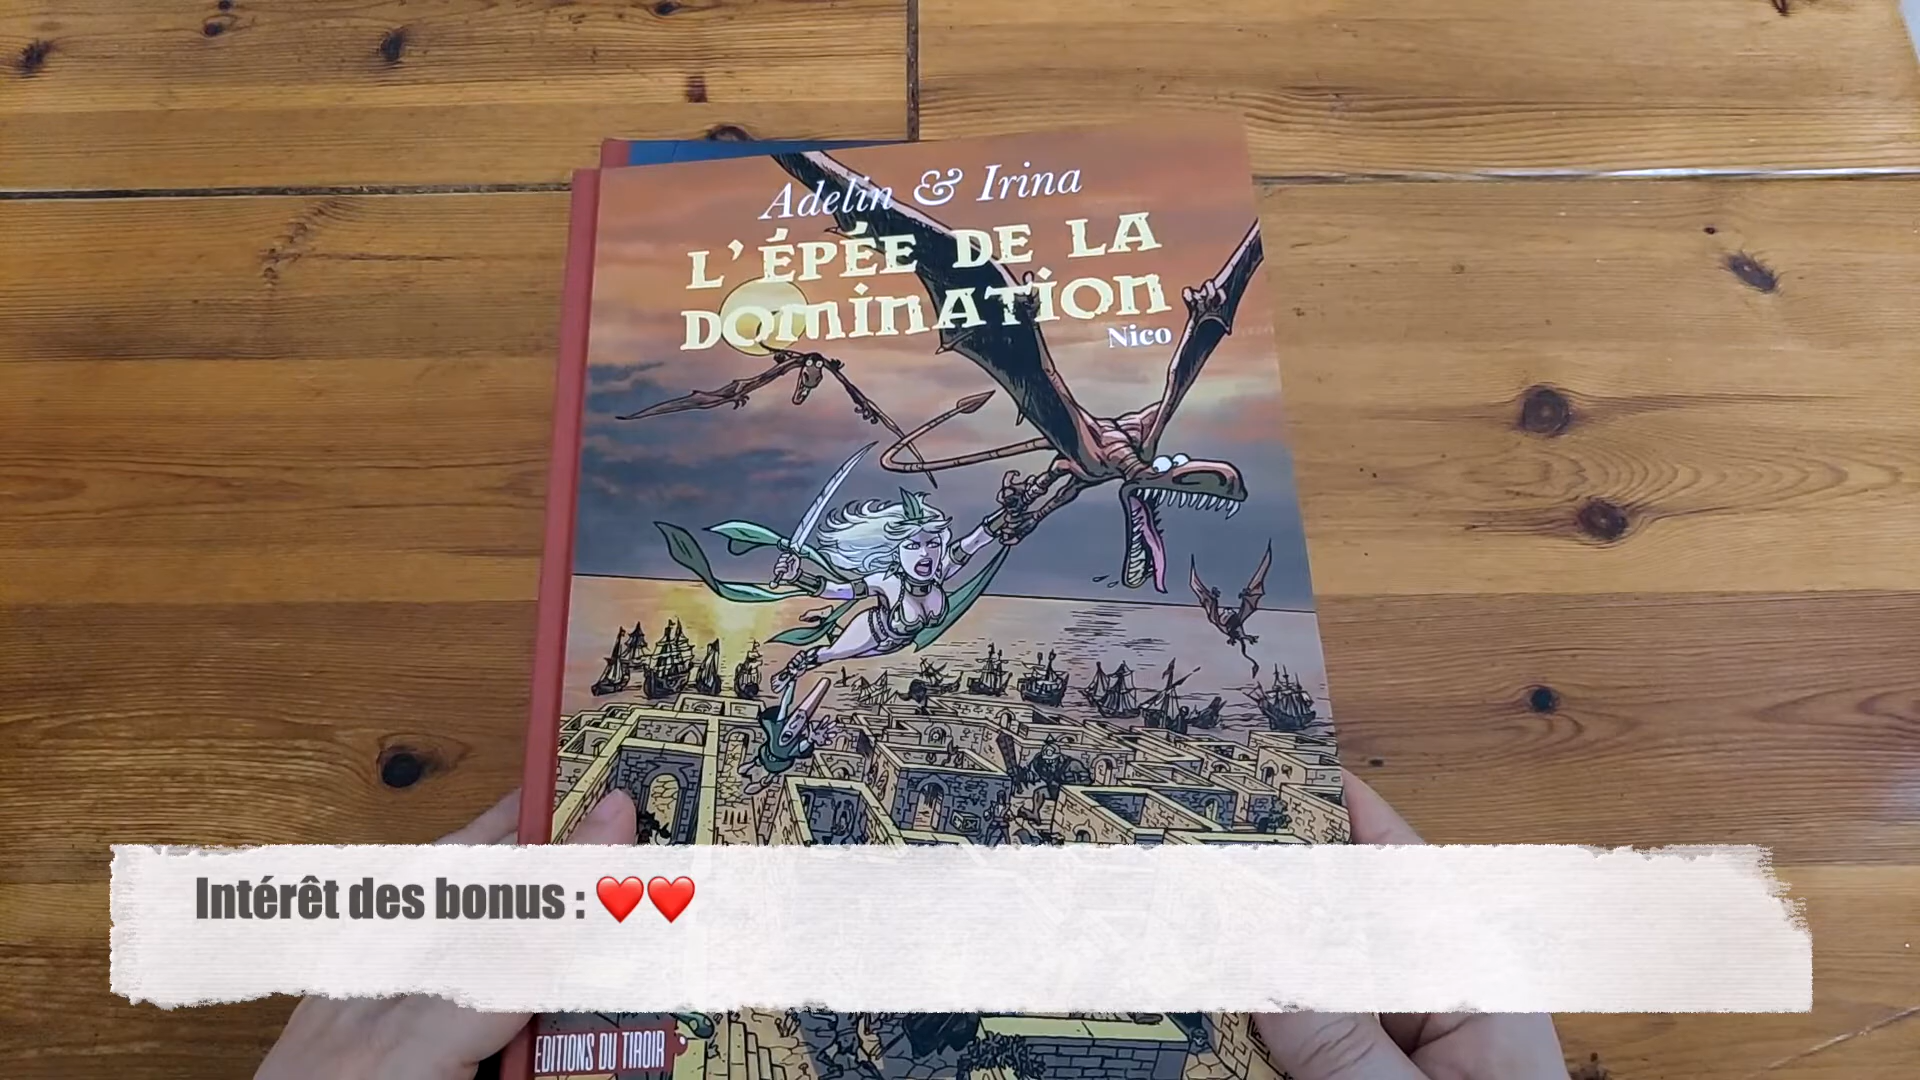 Adelin & Irina
L'ÉPÉE DE LA
DOMINATION
Nico
Intérêt des bonus : ❤️❤️
EDITIONS DU TIROIR